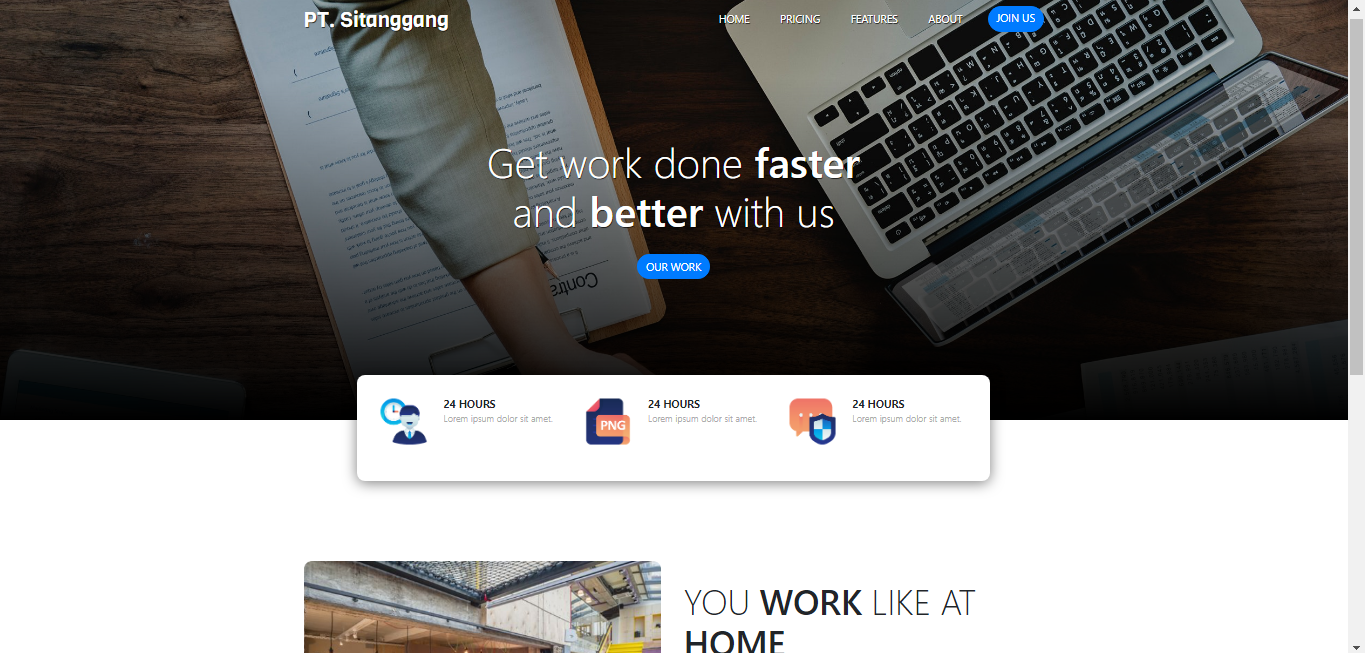 PT. Sitanggang
HOME PRICING FEATURES ABOUT JOIN US
Get work done faster
and better with us
OUR WORK
Contra
24 HOURS
Lorem ipsum dolor sit amet.
PNG
24 HOURS
Lorem ipsum dolor sit amet.
24 HOURS
Lorem ipsum dolor sit amet.
YOU WORK LIKE AT
HOME